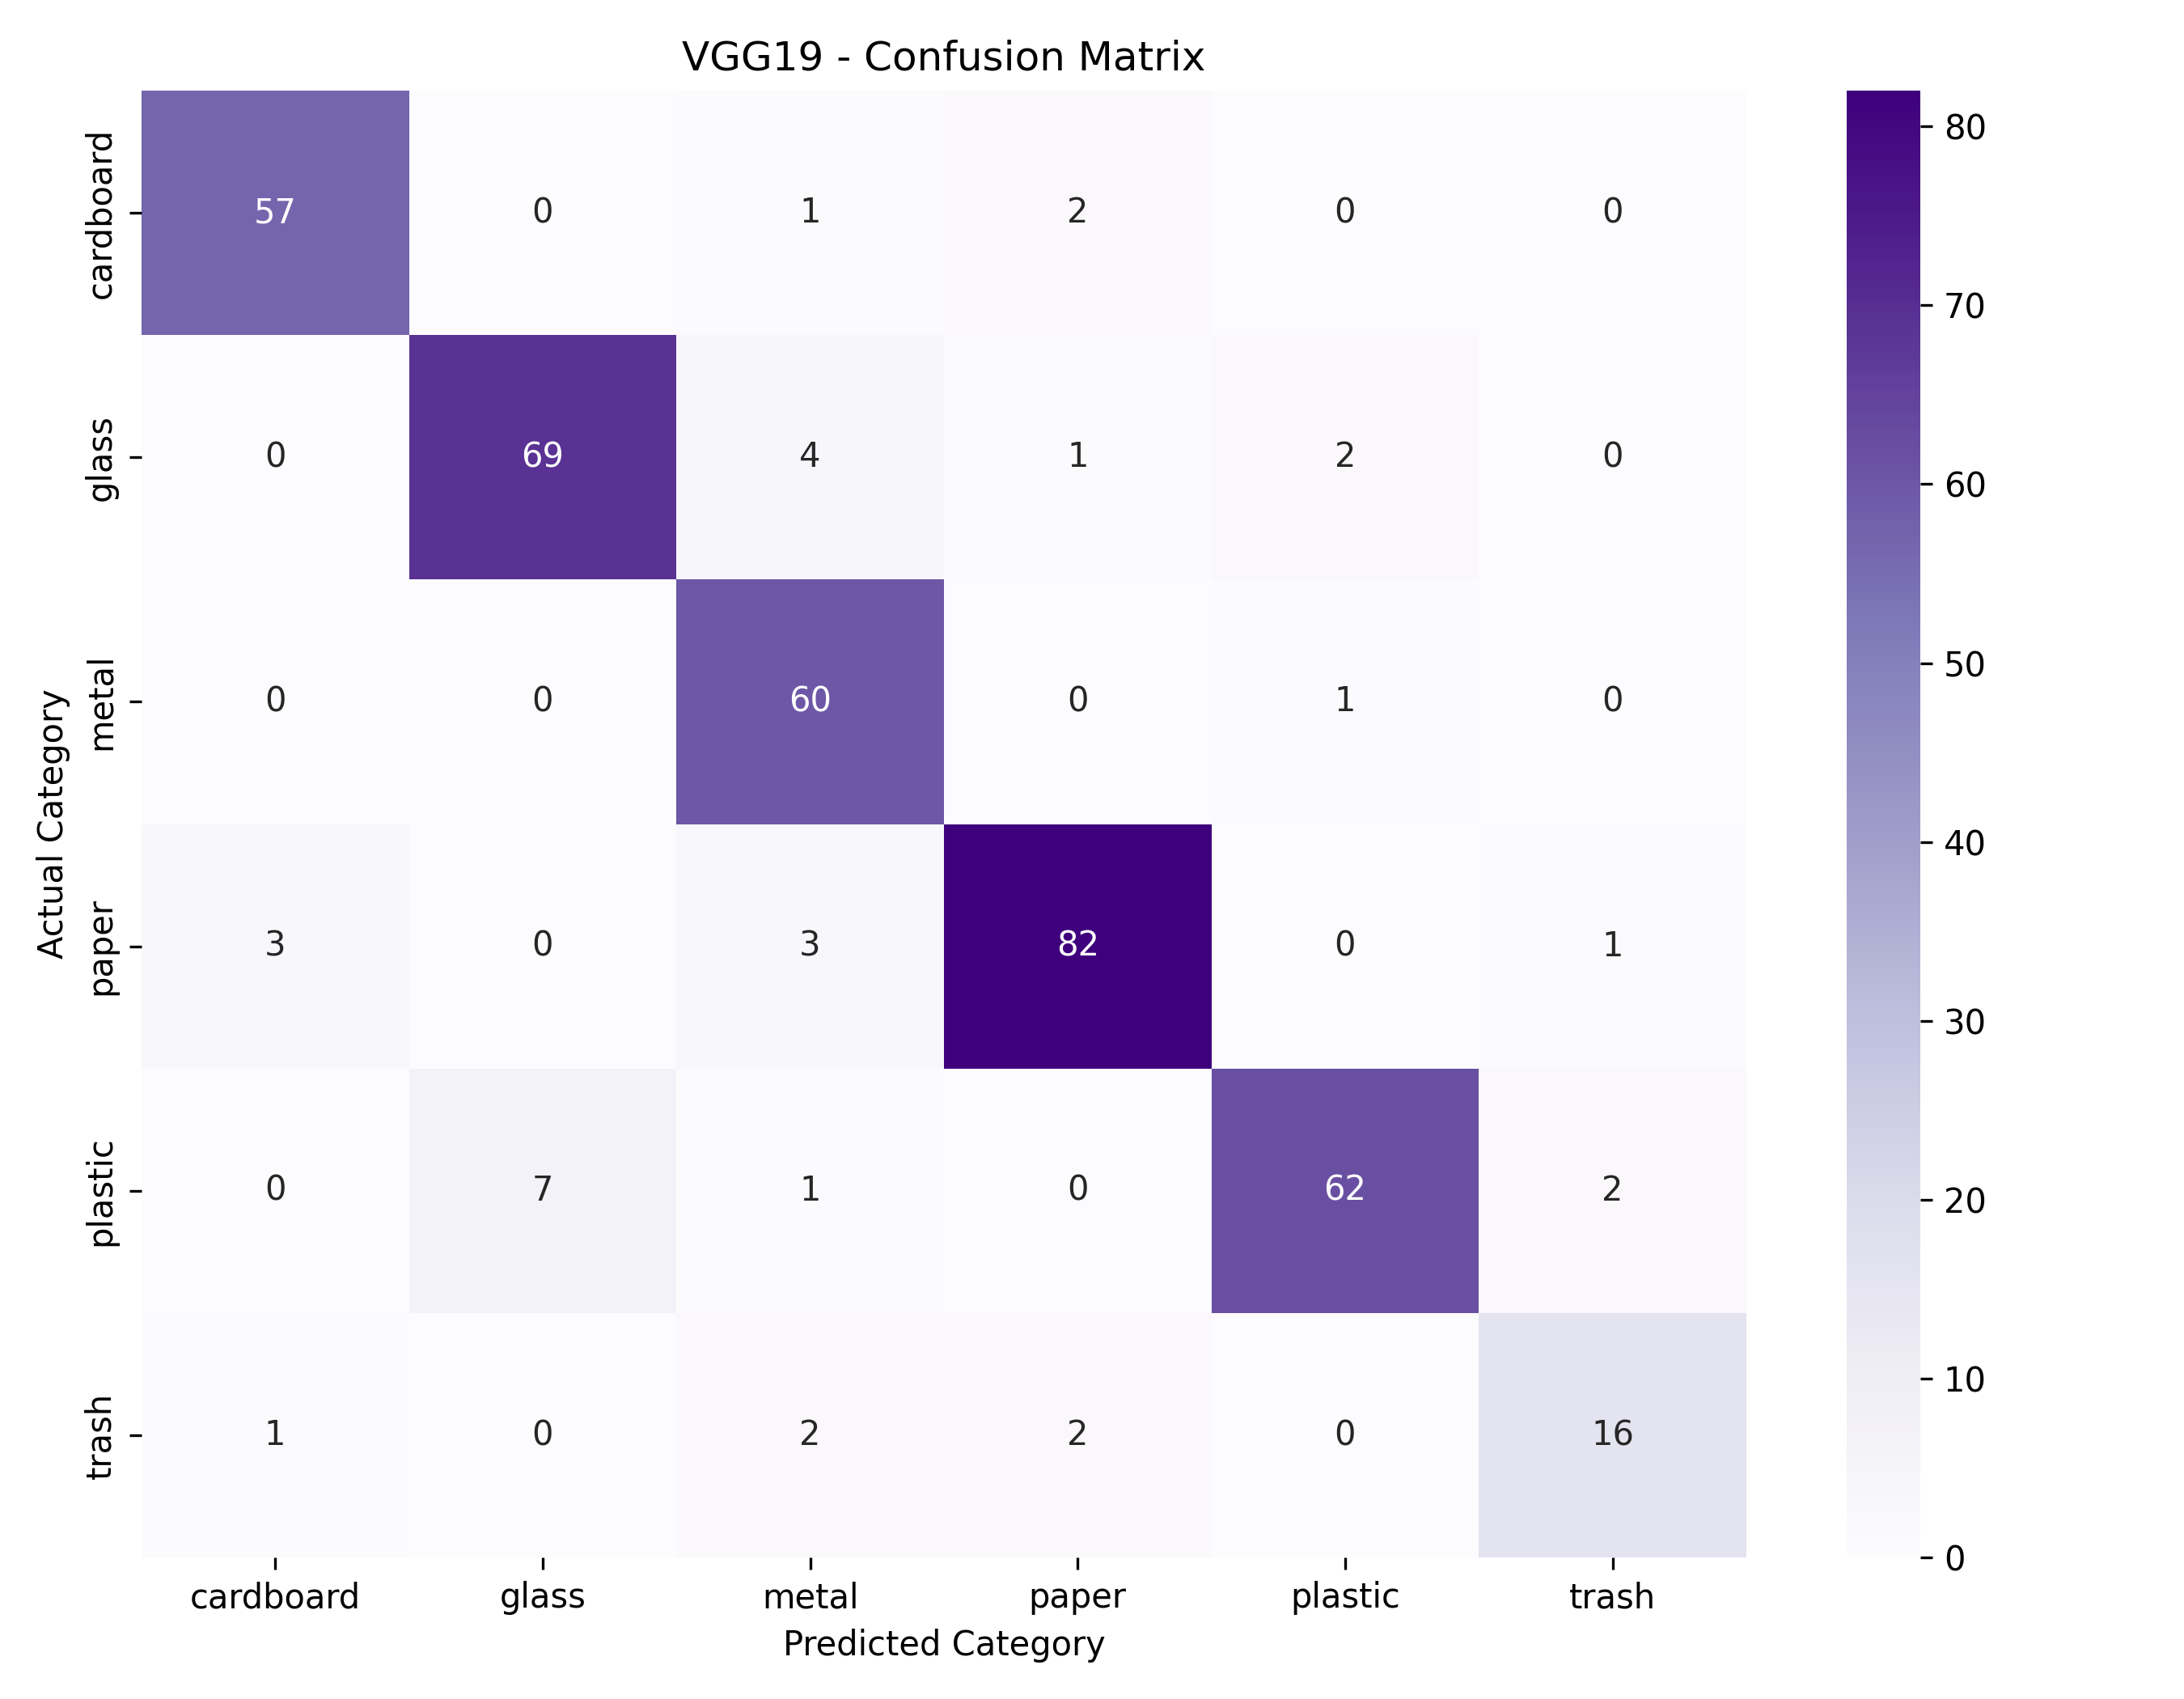 VGG19 - Confusion Matrix
Actual Category
cardboard 57 0 1 2 0 0
glass 0 69 4 1 2 0
metal 0 0 60 0 1 0
paper 3 0 3 82 0 1
plastic 0 7 1 0 62 2
trash 1 0 2 2 0 16
cardboard glass metal paper plastic trash
Predicted Category
80
70
60
50
40
30
20
10
0